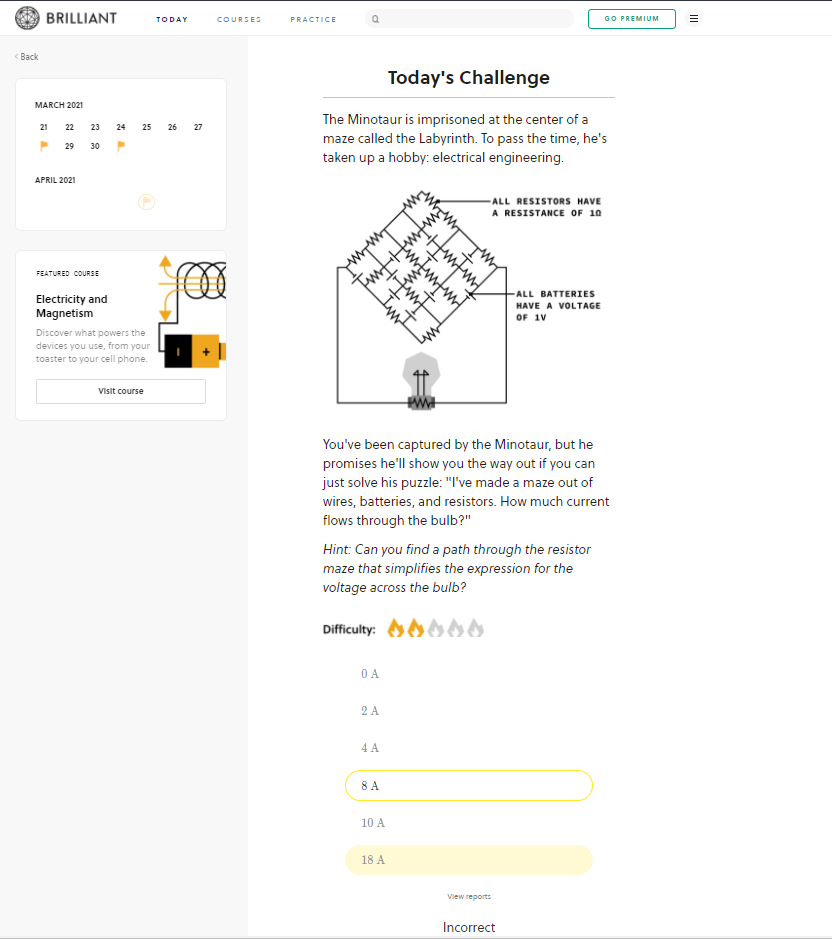 BRILLIANT TODAY COURSES PRACTICE GO PREMIUM
‹ Back
MARCH 2021
21 22 23 24 25 26 27
29 30
APRIL 2021
FEATURED COURSE
Electricity and
Magnetism
Discover what powers the
devices you use, from your
toaster to your cell phone.
Visit course
Today's Challenge
The Minotaur is imprisoned at the center of a
maze called the Labyrinth. To pass the time, he's
taken up a hobby: electrical engineering.
ALL RESISTORS HAVE
A RESISTANCE OF 1Ω
ALL BATTERIES
HAVE A VOLTAGE
OF 1V
You've been captured by the Minotaur, but he
promises he'll show you the way out if you can
just solve his puzzle: "I've made a maze out of
wires, batteries, and resistors. How much current
flows through the bulb?"
Hint: Can you find a path through the resistor
maze that simplifies the expression for the
voltage across the bulb?
Difficulty:
0 A
2 A
4 A
8 A
10 A
18 A
View reports
Incorrect